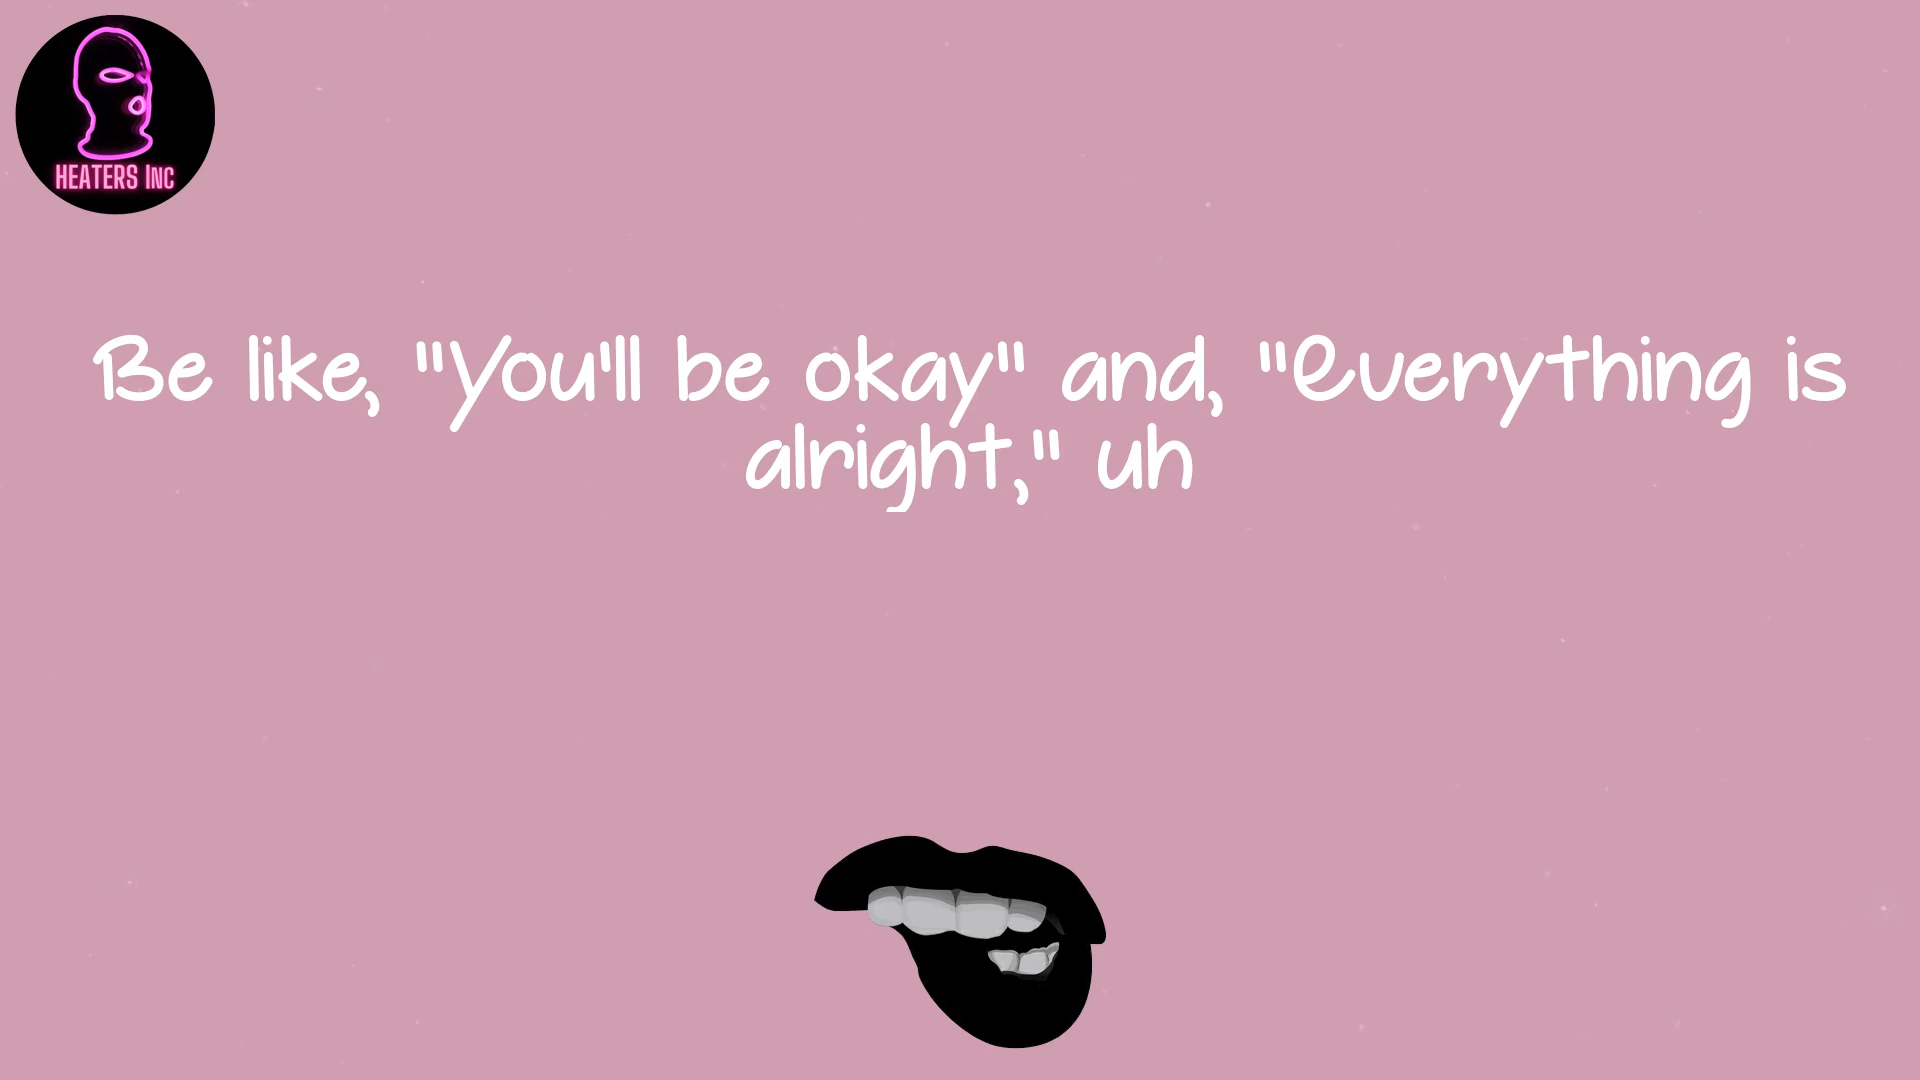 HEATERS INC
Be like, "You'll be okay" and, "Everything is
alright," uh